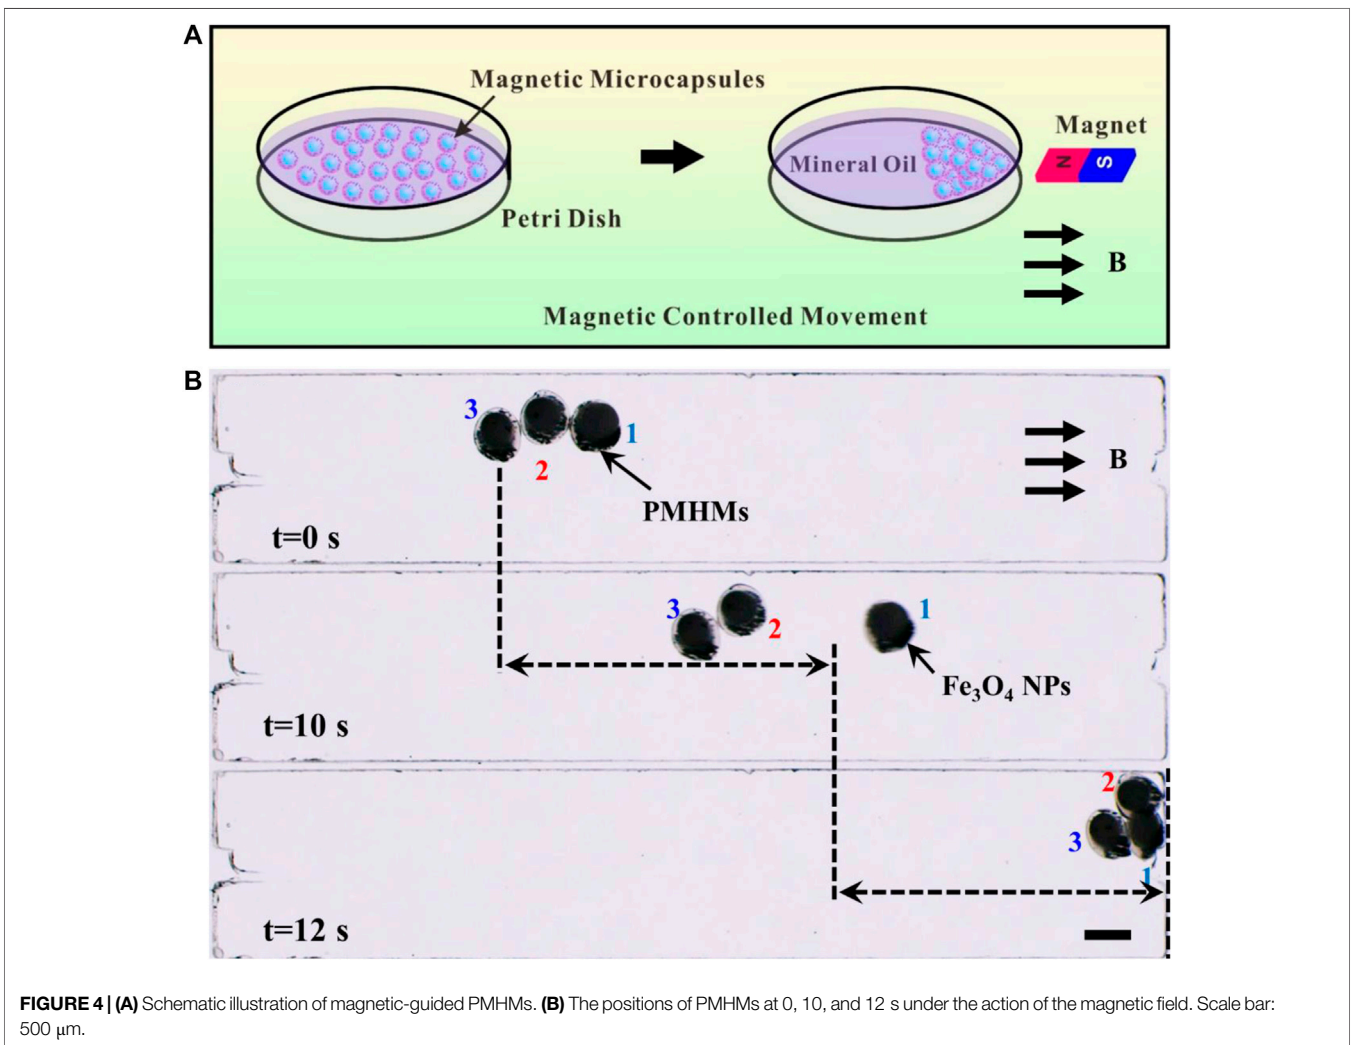 A
Magnetic Microcapsules
Magnet
N S
Mineral Oil
Petri Dish
B
Magnetic Controlled Movement
B
3
1
2
B
PMHMs
t=0 s
3
1
2
Fe₃O₄ NPs
t=10 s
2
3
1
t=12 s
FIGURE 4 | (A) Schematic illustration of magnetic-guided PMHMs. (B) The positions of PMHMs at 0, 10, and 12 s under the action of the magnetic field. Scale bar:
500 μm.